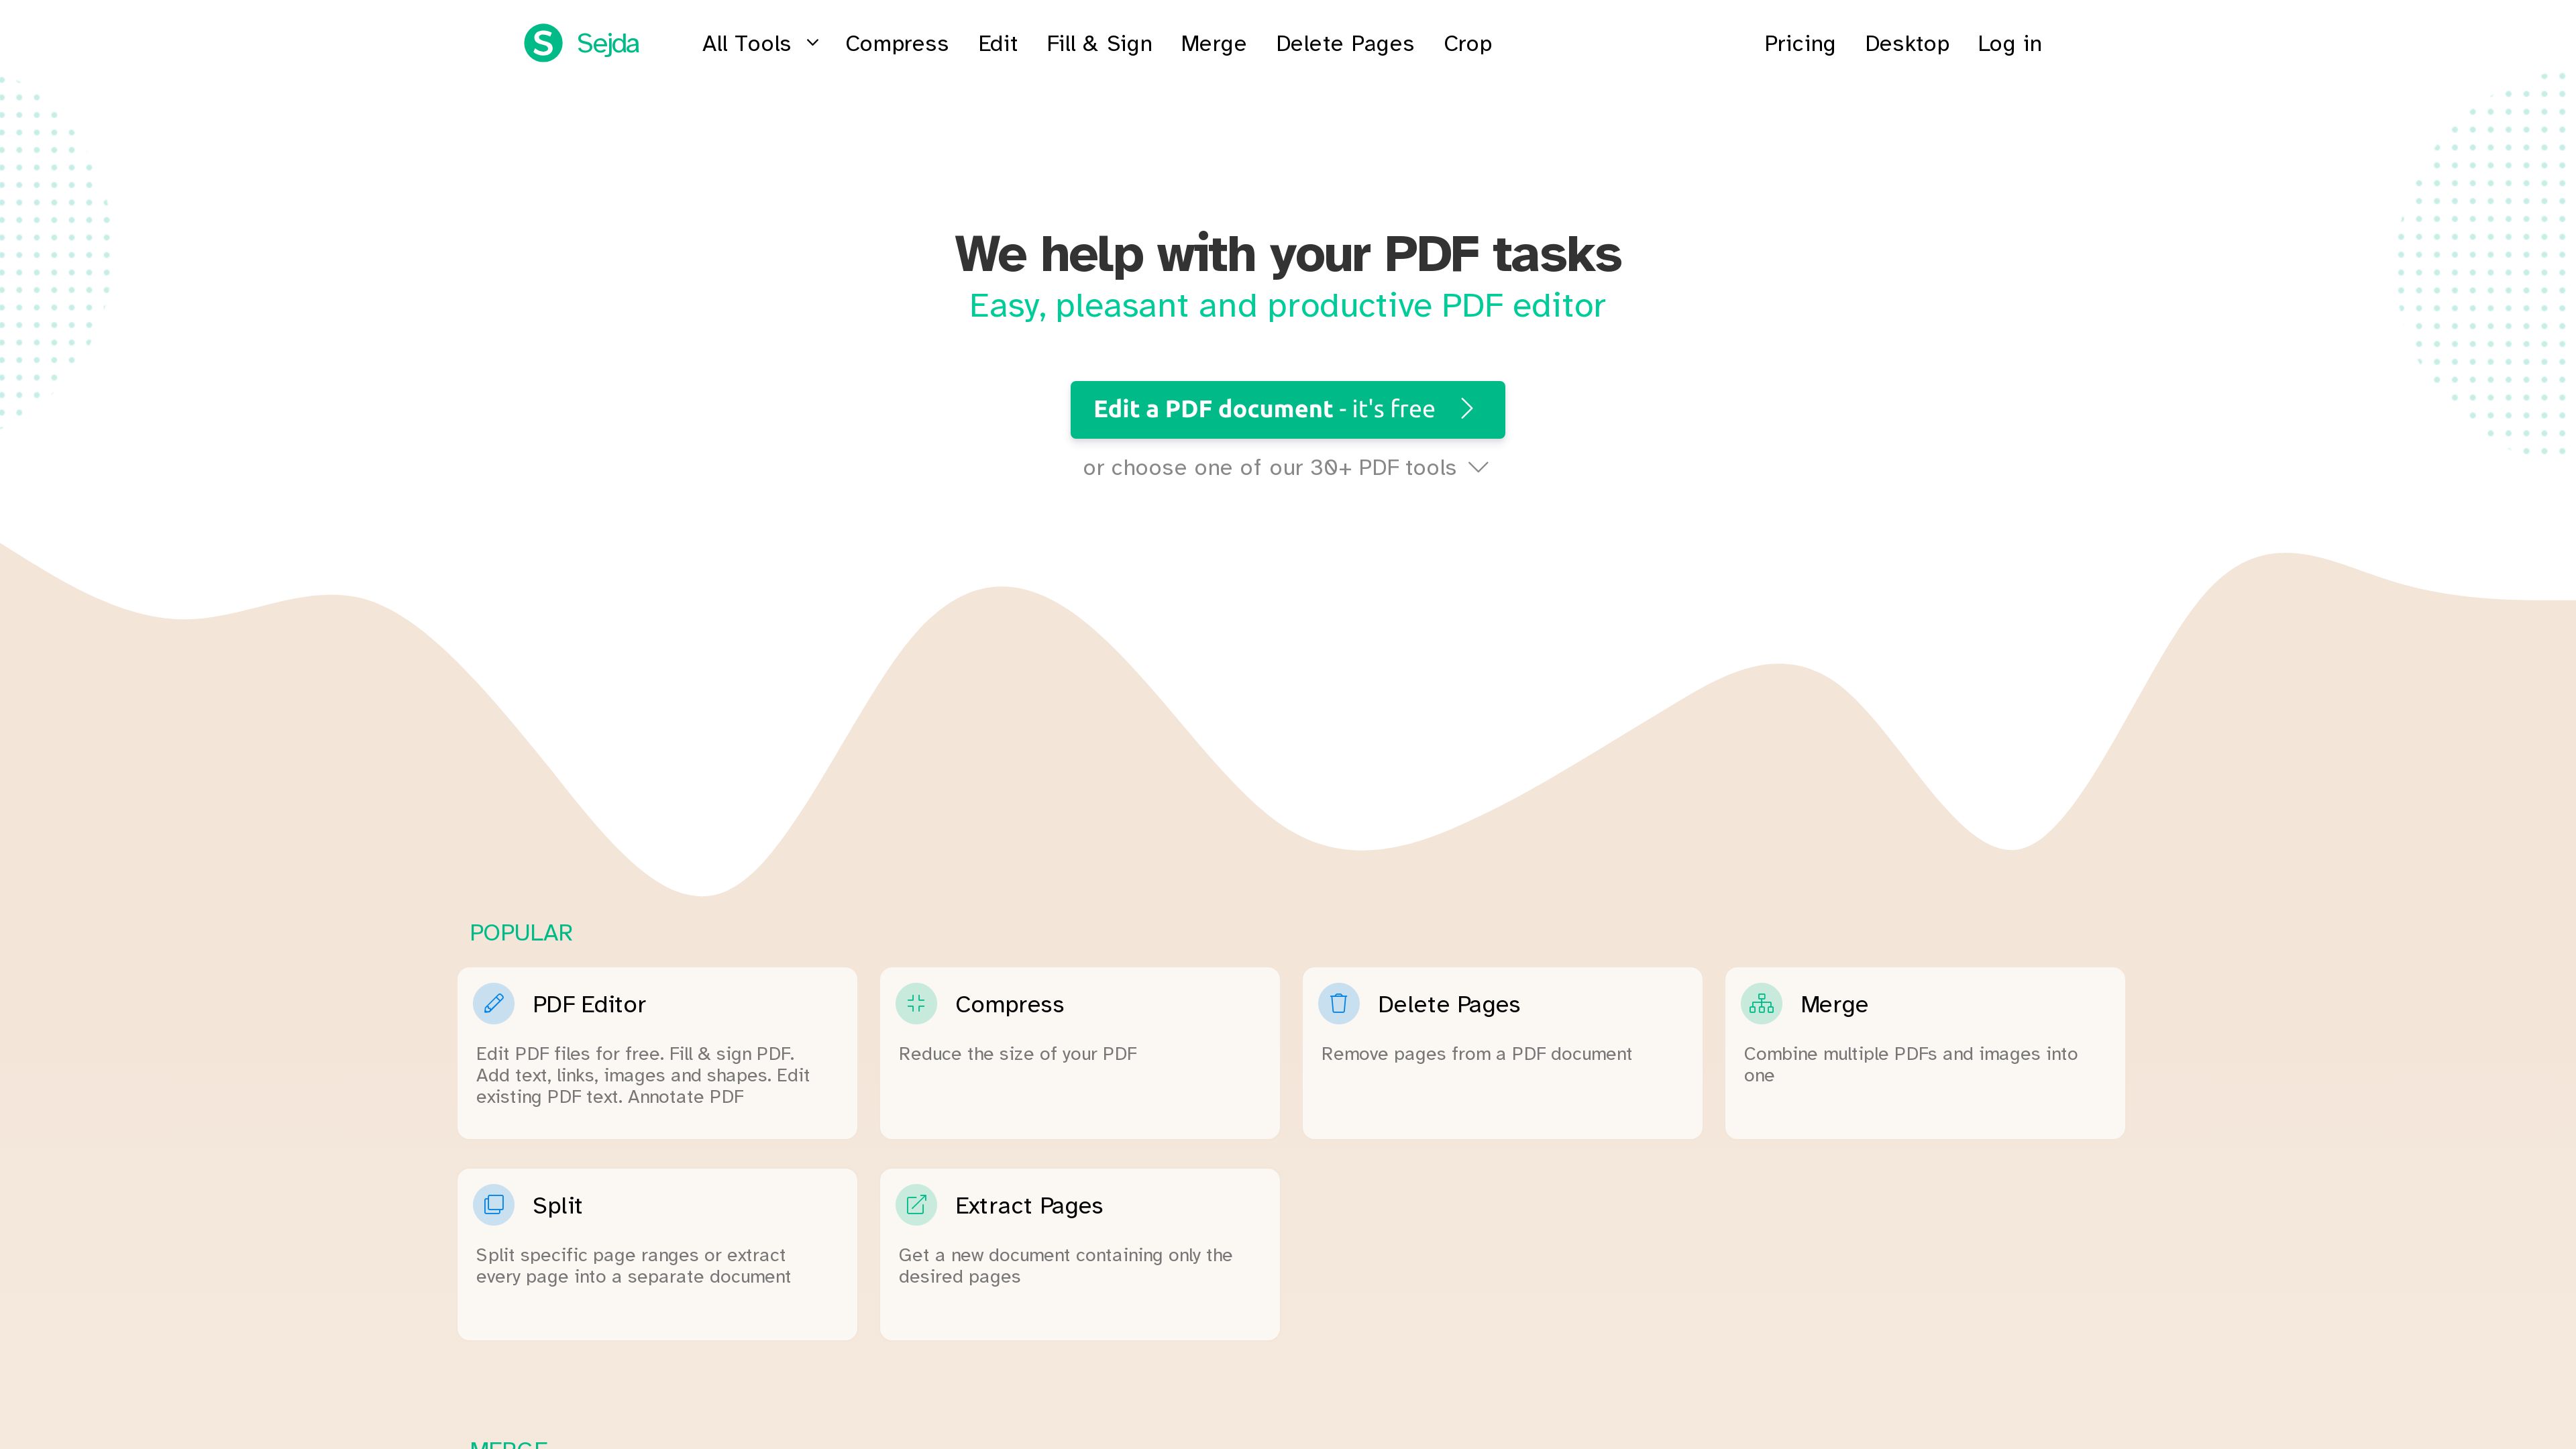 S Sejda
All Tools Compress Edit Fill & Sign Merge Delete Pages Crop Pricing Desktop Log in
We help with your PDF tasks
Easy, pleasant and productive PDF editor
Edit a PDF document - it's free
or choose one of our 30+ PDF tools
POPULAR
PDF Editor
Edit PDF files for free. Fill & sign PDF.
Add text, links, images and shapes. Edit
existing PDF text. Annotate PDF
Compress
Reduce the size of your PDF
Delete Pages
Remove pages from a PDF document
Merge
Combine multiple PDFs and images into
one
Split
Split specific page ranges or extract
every page into a separate document
Extract Pages
Get a new document containing only the
desired pages
MERGE